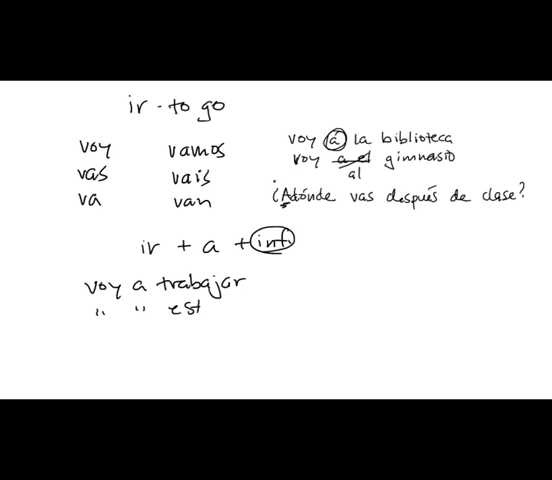 ir - to go
voy vamos
vas vais
va van
voy a la biblioteca
voy a el gimnasio
al
¿Adónde vas después de clase?
ir + a + inf.
voy a trabajar
" " est